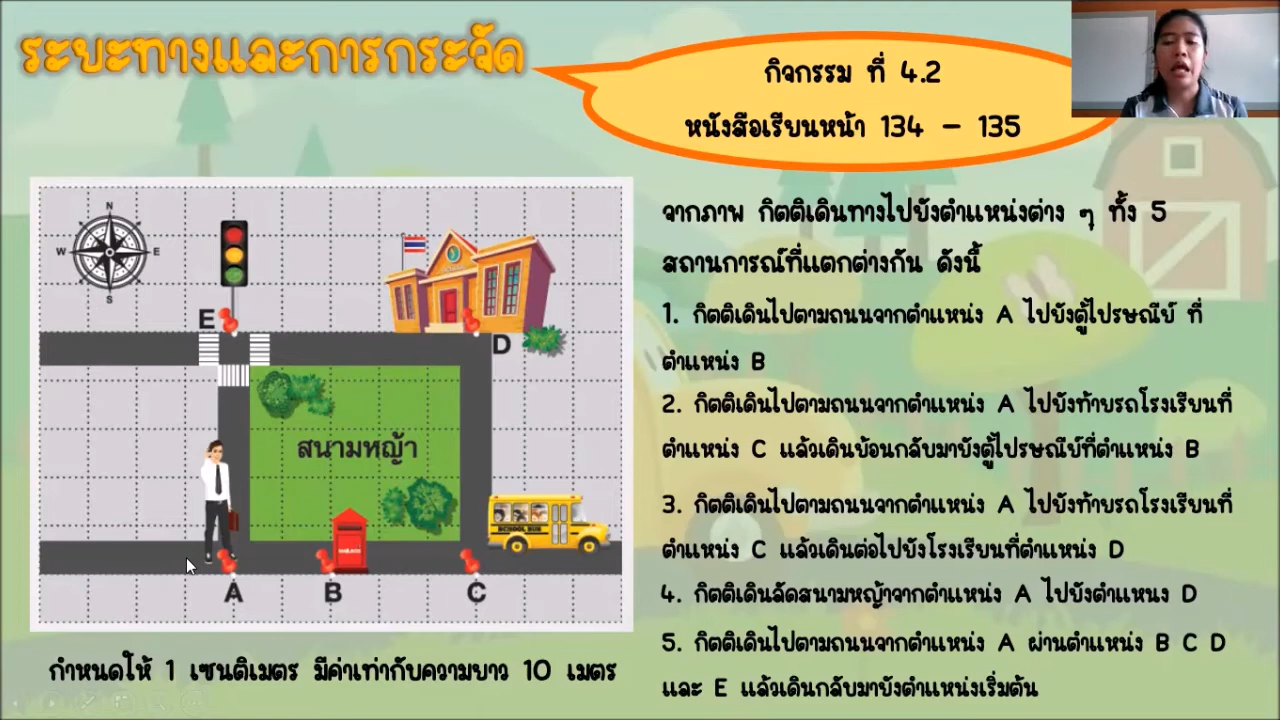 ระยะทางและการกระจัด
กิจกรรม ที่ 4.2
หนังสือเรียนหน้า 134 - 135
จากภาพ กิตติเดินทางไปยังตำแหน่งต่าง ๆ ทั้ง 5
สถานการณ์ที่แตกต่างกัน ดังนี้
1. กิตติเดินไปตามถนนจากตำแหน่ง A ไปยังตู้ไปรษณีย์ ที่
ตำแหน่ง B
2. กิตติเดินไปตามถนนจากตำแหน่ง A ไปยังท้ายรถโรงเรียนที่
ตำแหน่ง C แล้วเดินย้อนกลับมายังตู้ไปรษณีย์ที่ตำแหน่ง B
3. กิตติเดินไปตามถนนจากตำแหน่ง A ไปยังท้ายรถโรงเรียนที่
ตำแหน่ง C แล้วเดินต่อไปยังโรงเรียนที่ตำแหน่ง D
4. กิตติเดินลัดสนามหญ้าจากตำแหน่ง A ไปยังตำแหนง D
5. กิตติเดินไปตามถนนจากตำแหน่ง A ผ่านตำแหน่ง B C D
และ E แล้วเดินกลับมายังตำแหน่งเริ่มต้น
N
W E
S
E
D
สนามหญ้า
SCHOOL BUS
A B C
กำหนดให้ 1 เซนติเมตร มีค่าเท่ากับความยาว 10 เมตร